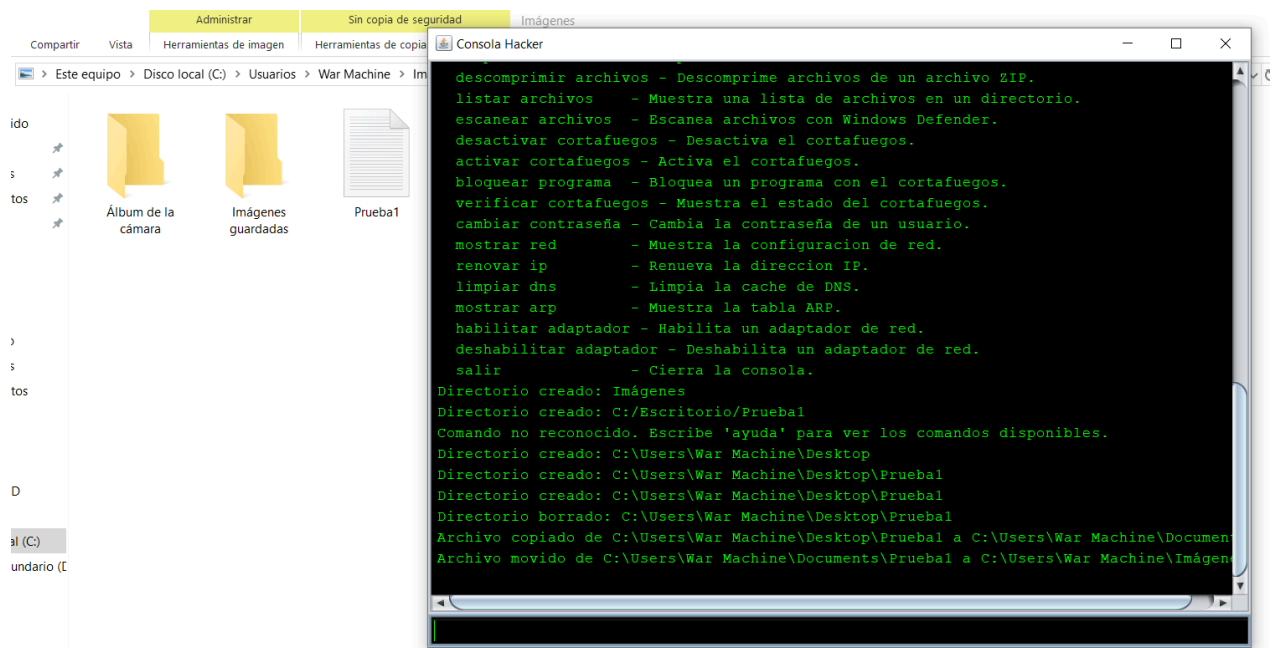 Administrar
Sin copia de seguridad
Imágenes
Compartir
Vista
Herramientas de imagen
Herramientas de copia
Este equipo > Disco local (C:) > Usuarios > War Machine > Im
ido
s
tos
Álbum de la
cámara
Imágenes
guardadas
Prueba1
s
tos
D
al (C:)
undario (D
Consola Hacker
descomprimir archivos - Descomprime archivos de un archivo ZIP.
listar archivos - Muestra una lista de archivos en un directorio.
escanear archivos - Escanea archivos con Windows Defender.
desactivar cortafuegos - Desactiva el cortafuegos.
activar cortafuegos - Activa el cortafuegos.
bloquear programa - Bloquea un programa con el cortafuegos.
verificar cortafuegos - Muestra el estado del cortafuegos.
cambiar contraseña - Cambia la contraseña de un usuario.
mostrar red - Muestra la configuracion de red.
renovar ip - Renueva la direccion IP.
limpiar dns - Limpia la cache de DNS.
mostrar arp - Muestra la tabla ARP.
habilitar adaptador - Habilita un adaptador de red.
deshabilitar adaptador - Deshabilita un adaptador de red.
salir - Cierra la consola.
Directorio creado: Imágenes
Directorio creado: C:/Escritorio/Prueba1
Comando no reconocido. Escribe 'ayuda' para ver los comandos disponibles.
Directorio creado: C:\Users\War Machine\Desktop
Directorio creado: C:\Users\War Machine\Desktop\Prueba1
Directorio creado: C:\Users\War Machine\Desktop\Prueba1
Directorio borrado: C:\Users\War Machine\Desktop\Prueba1
Archivo copiado de C:\Users\War Machine\Desktop\Prueba1 a C:\Users\War Machine\Documen
Archivo movido de C:\Users\War Machine\Documents\Prueba1 a C:\Users\War Machine\Imágen